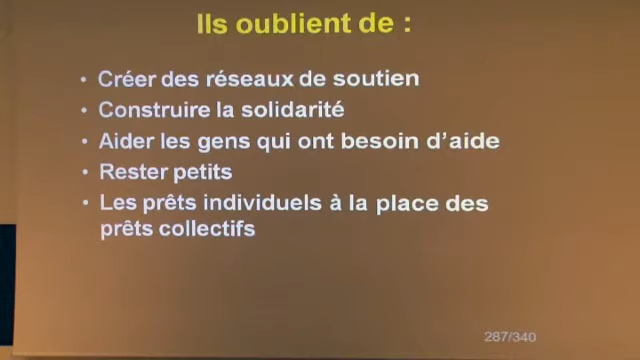 Ils oublient de :
• Créer des réseaux de soutien
• Construire la solidarité
• Aider les gens qui ont besoin d'aide
• Rester petits
• Les prêts individuels à la place des
prêts collectifs
287/340